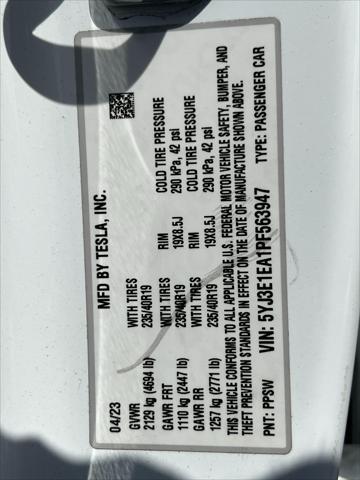 MFD BY TESLA, INC.
04/23
GVWR WITH TIRES RIM COLD TIRE PRESSURE
2129 kg (4694 lb) 235/40R19 19X8.5J 290 kPa, 42 psi
GAWR FRT WITH TIRES RIM COLD TIRE PRESSURE
1110 kg (2447 lb) 235/40R19 19X8.5J 290 kPa, 42 psi
GAWR RR WITH TIRES RIM COLD TIRE PRESSURE
1257 kg (2771 lb) 235/40R19 19X8.5J 290 kPa, 42 psi
THIS VEHICLE CONFORMS TO ALL APPLICABLE U.S. FEDERAL MOTOR VEHICLE SAFETY, BUMPER, AND
THEFT PREVENTION STANDARDS IN EFFECT ON THE DATE OF MANUFACTURE SHOWN ABOVE.
PNT: PPSW VIN: 5YJ3E1EA1PF563947 TYPE: PASSENGER CAR